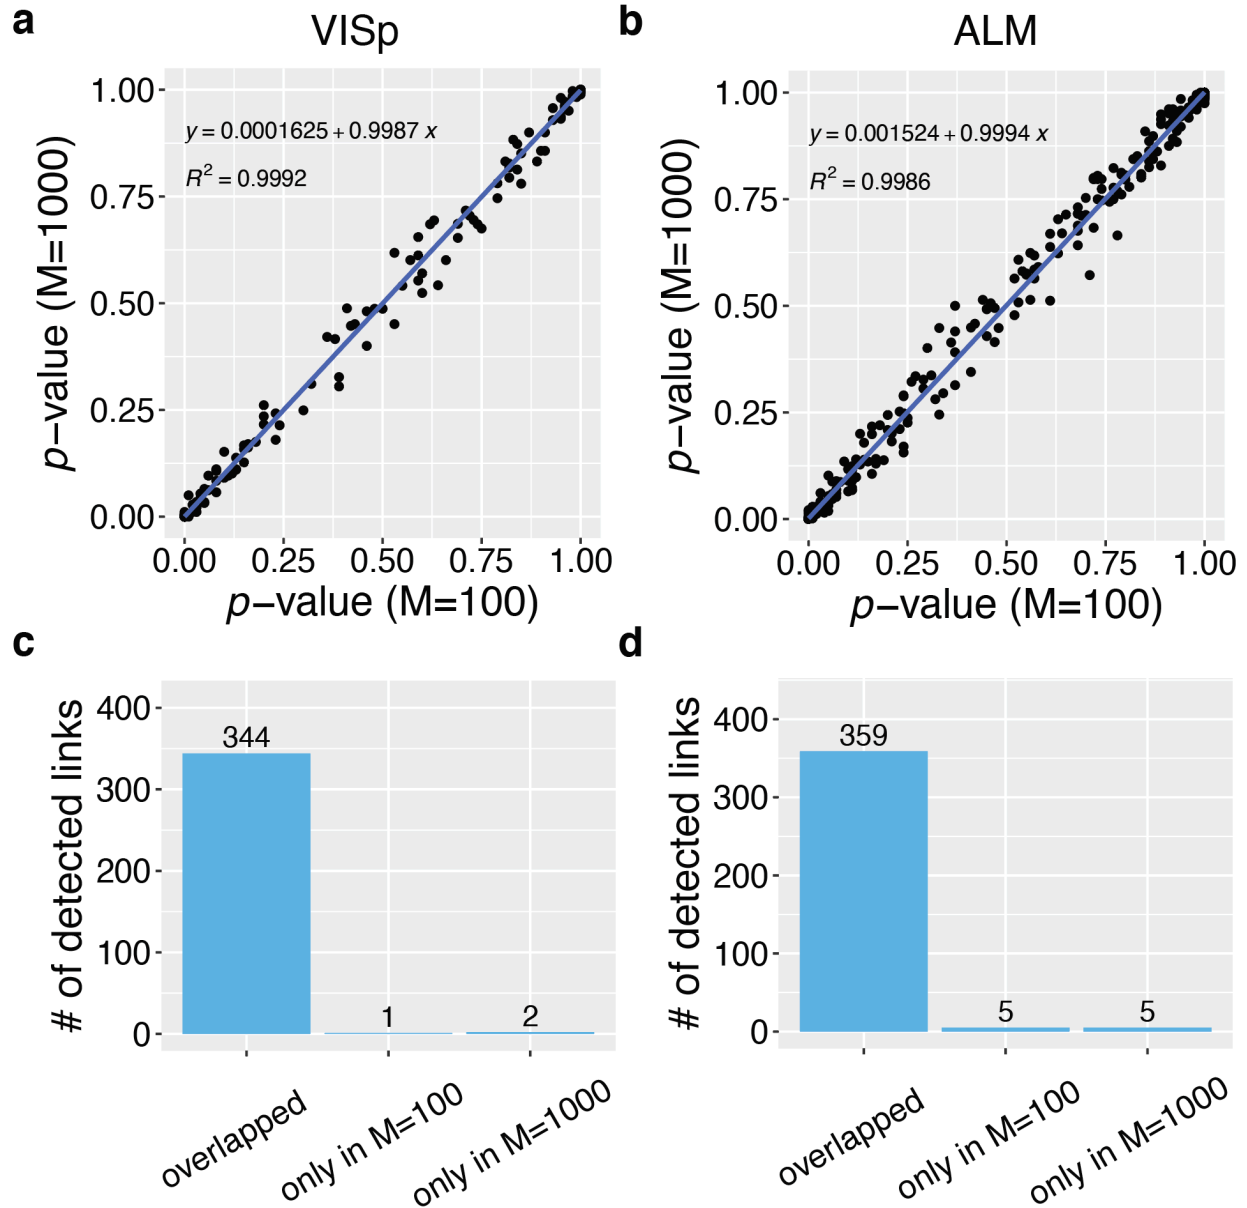 a
VISp
1.00
0.75
0.50
0.25
0.00
p−value (M=1000)
y = 0.0001625 + 0.9987 x
R² = 0.9992
0.00 0.25 0.50 0.75 1.00
p−value (M=100)
b
ALM
1.00
0.75
0.50
0.25
0.00
p−value (M=1000)
y = 0.001524 + 0.9994 x
R² = 0.9986
0.00 0.25 0.50 0.75 1.00
p−value (M=100)
c
# of detected links
400
300
200
100
0
344
1
2
overlapped
only in M=100
only in M=1000
d
# of detected links
400
300
200
100
0
359
5
5
overlapped
only in M=100
only in M=1000